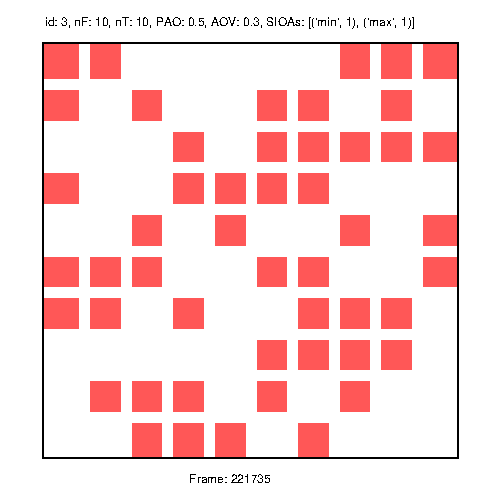 id: 3, nF: 10, nT: 10, PAO: 0.5, AOV: 0.3, SIOAs: [('min', 1), ('max', 1)]
Frame: 221735